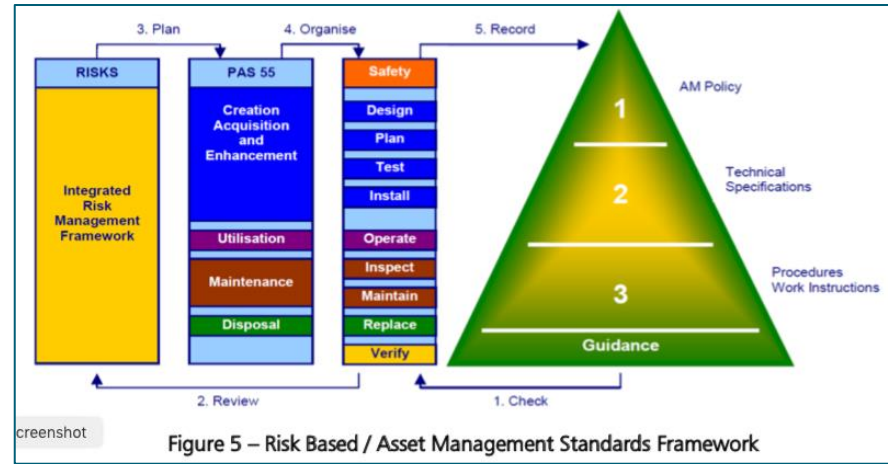 3. Plan
4. Organise
5. Record
RISKS
Integrated
Risk
Management
Framework
PAS 55
Creation
Acquisition
and
Enhancement
Utilisation
Maintenance
Disposal
Safety
Design
Plan
Test
Install
Operate
Inspect
Maintain
Replace
Verify
1
AM Policy
2
Technical
Specifications
3
Procedures
Work Instructions
Guidance
2. Review
1. Check
creenshot
Figure 5 – Risk Based / Asset Management Standards Framework